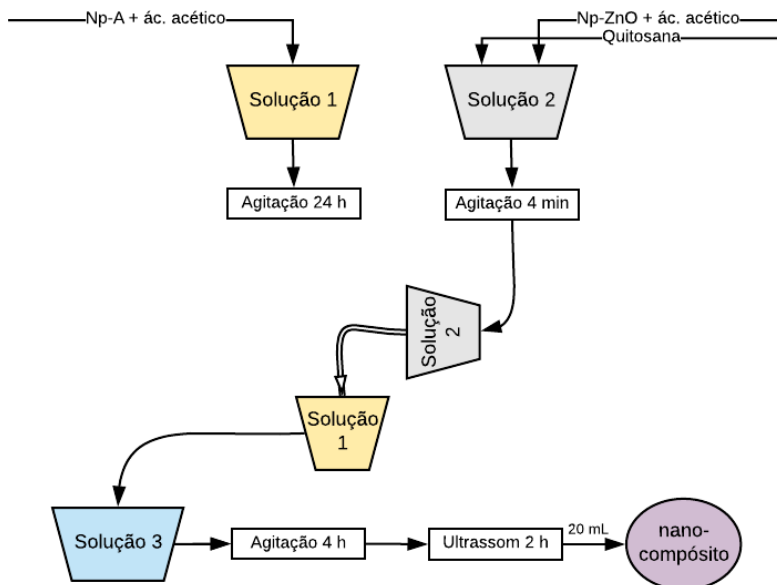 Np-A + ác. acético
Np-ZnO + ác. acético
Quitosana
Solução 1
Solução 2
Agitação 24 h
Agitação 4 min
Solução
2
Solução
1
Solução 3
Agitação 4 h
Ultrassom 2 h
20 mL
nano-
compósito